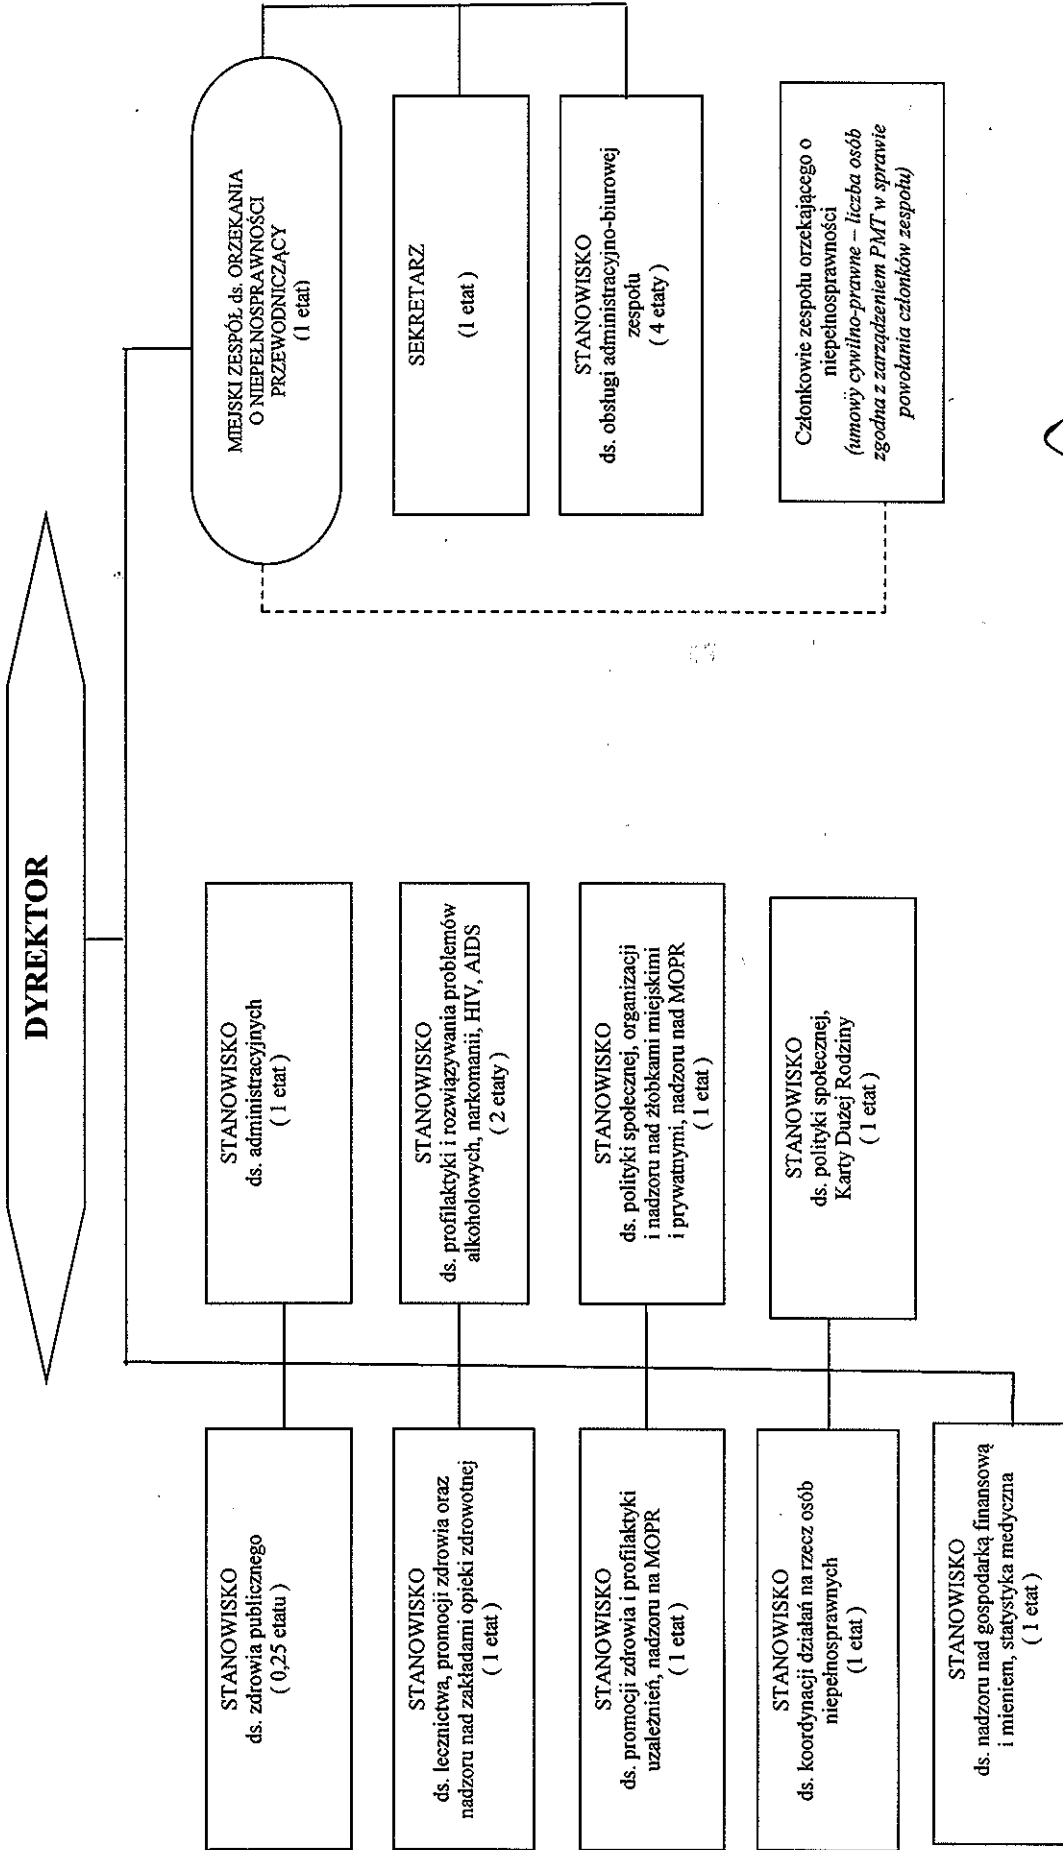 DYREKTOR
STANOWISKO
ds. zdrowia publicznego
( 0,25 etatu )
STANOWISKO
ds. administracyjnych
( 1 etat )
STANOWISKO
ds. lecznictwa, promocji zdrowia oraz
nadzoru nad zakładami opieki zdrowotnej
( 1 etat )
STANOWISKO
ds. profilaktyki i rozwiązywania problemów
alkoholowych, narkomanii, HIV, AIDS
( 2 etaty )
STANOWISKO
ds. promocji zdrowia i profilaktyki
uzależnień, nadzoru na MOPR
( 1 etat )
STANOWISKO
ds. polityki społecznej, organizacji
i nadzoru nad żłobkami miejskimi
i prywatnymi, nadzoru nad MOPR
( 1 etat )
STANOWISKO
ds. koordynacji działań na rzecz osób
niepełnosprawnych
(1 etat )
STANOWISKO
ds. polityki społecznej,
Karty Dużej Rodziny
( 1 etat )
STANOWISKO
ds. nadzoru nad gospodarką finansową
i mieniem, statystyka medyczna
( 1 etat )
MIEJSKI ZESPÓŁ ds. ORZEKANIA
O NIEPEŁNOSPRAWNOŚCI
PRZEWODNICZĄCY
(1 etat)
SEKRETARZ
(1 etat )
STANOWISKO
ds. obsługi administracyjno-biurowej
zespołu
( 4 etaty )
Członkowie zespołu orzekającego o
niepełnosprawności
(umowy cywilno-prawne – liczba osób
zgodna z zarządzeniem PMT w sprawie
powołania członków zespołu)